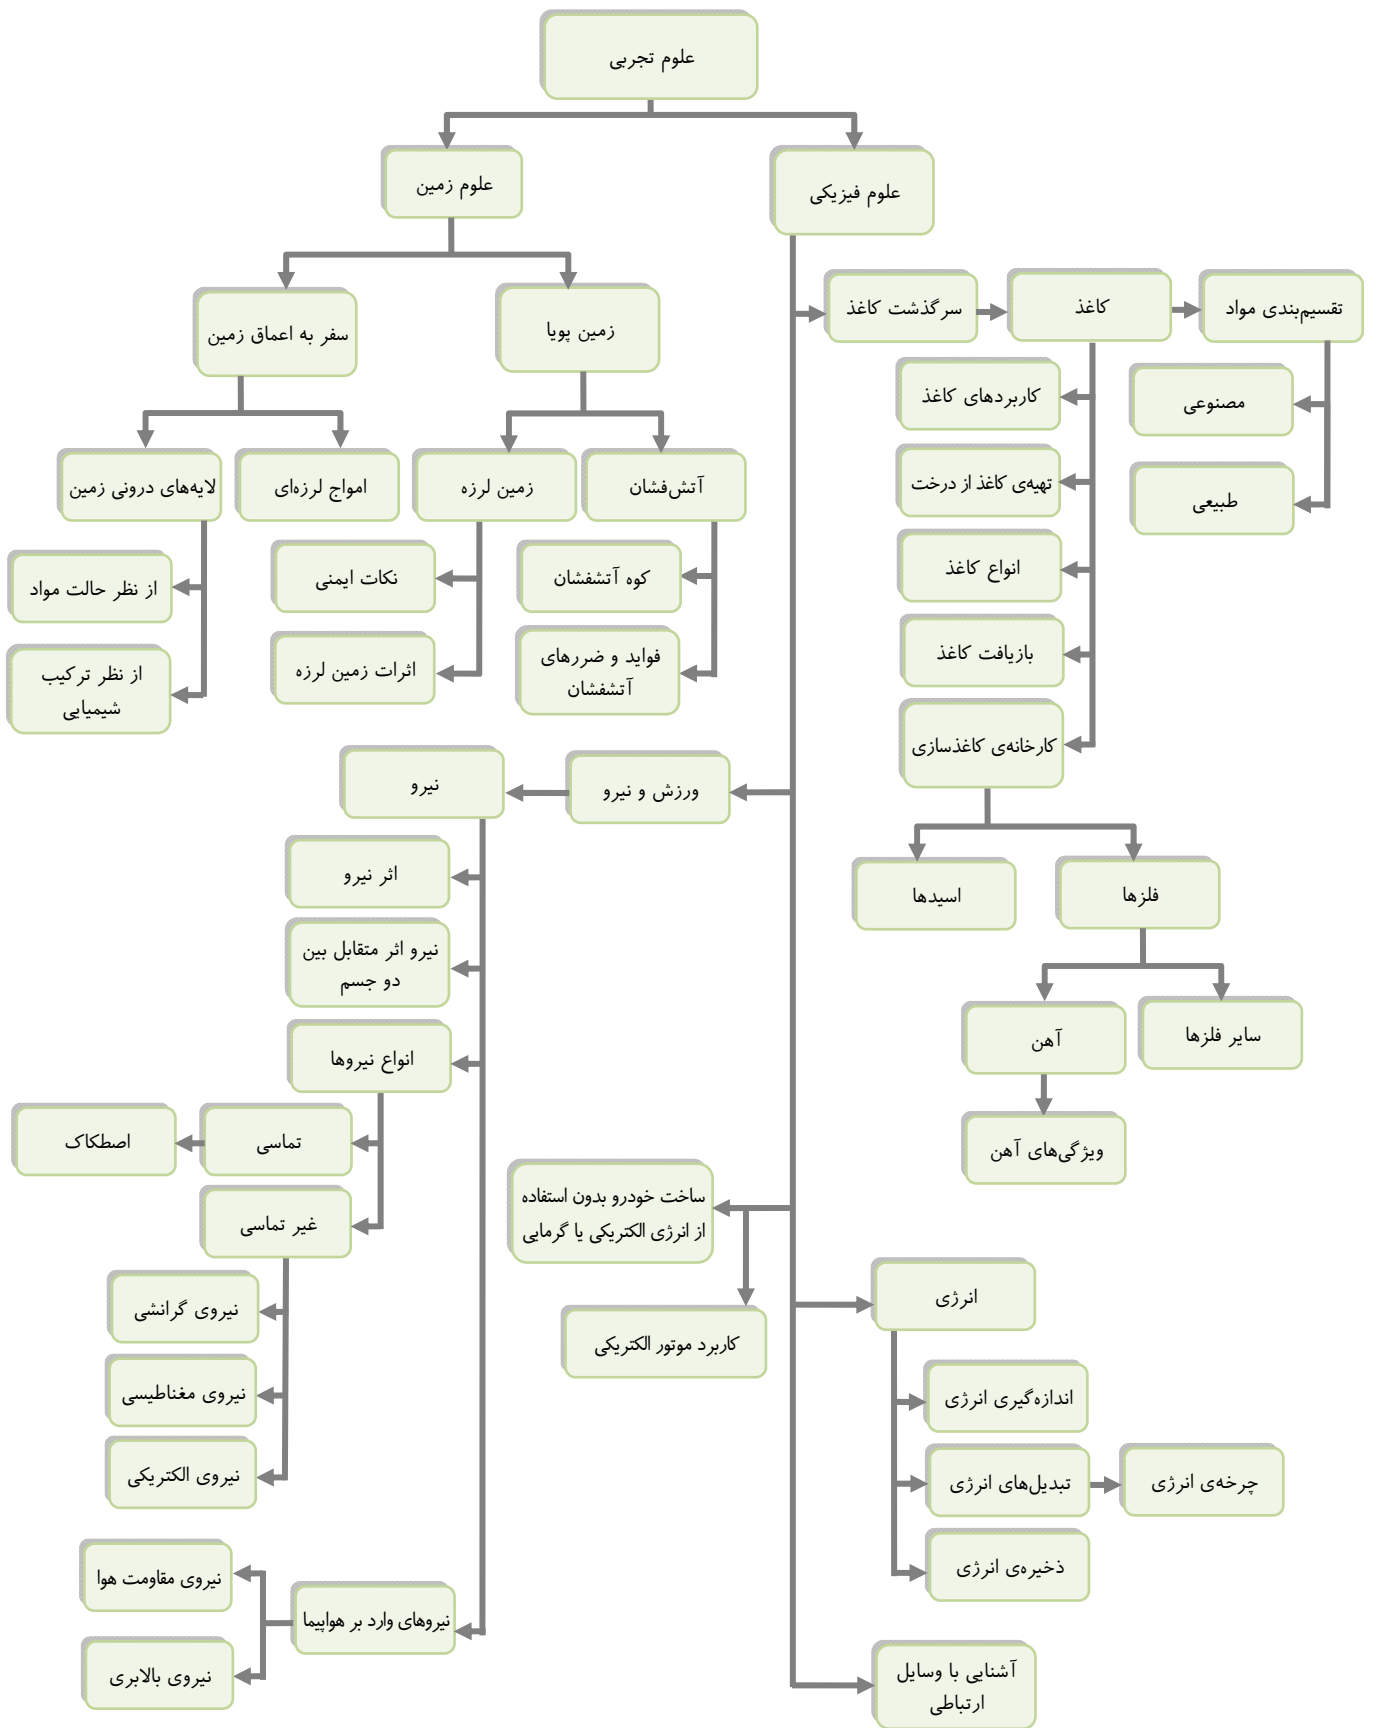 علوم تجربی
علوم فیزیکی
علوم زمین
تقسیم‌بندی مواد
کاغذ
سرگذشت کاغذ
زمین پویا
سفر به اعماق زمین
مصنوعی
طبیعی
کاربردهای کاغذ
تهیه‌ی کاغذ از درخت
انواع کاغذ
بازیافت کاغذ
کارخانه‌ی کاغذسازی
آتش‌فشان
زمین لرزه
امواج لرزه‌ای
لایه‌های درونی زمین
کوه آتشفشان
نکات ایمنی
از نظر حالت مواد
فواید و ضررهای
آتشفشان
اثرات زمین لرزه
از نظر ترکیب
شیمیایی
ورزش و نیرو
نیرو
فلزها
اسیدها
سایر فلزها
آهن
ویژگی‌های آهن
اثر نیرو
نیرو اثر متقابل بین
دو جسم
انواع نیروها
تماسی
اصطکاک
غیر تماسی
نیروی گرانشی
نیروی مغناطیسی
نیروی الکتریکی
ساخت خودرو بدون استفاده
از انرژی الکتریکی یا گرمایی
کاربرد موتور الکتریکی
انرژی
اندازه‌گیری انرژی
تبدیل‌های انرژی
چرخه‌ی انرژی
ذخیره‌ی انرژی
نیروهای وارد بر هواپیما
نیروی مقاومت هوا
نیروی بالابری
آشنایی با وسایل
ارتباطی